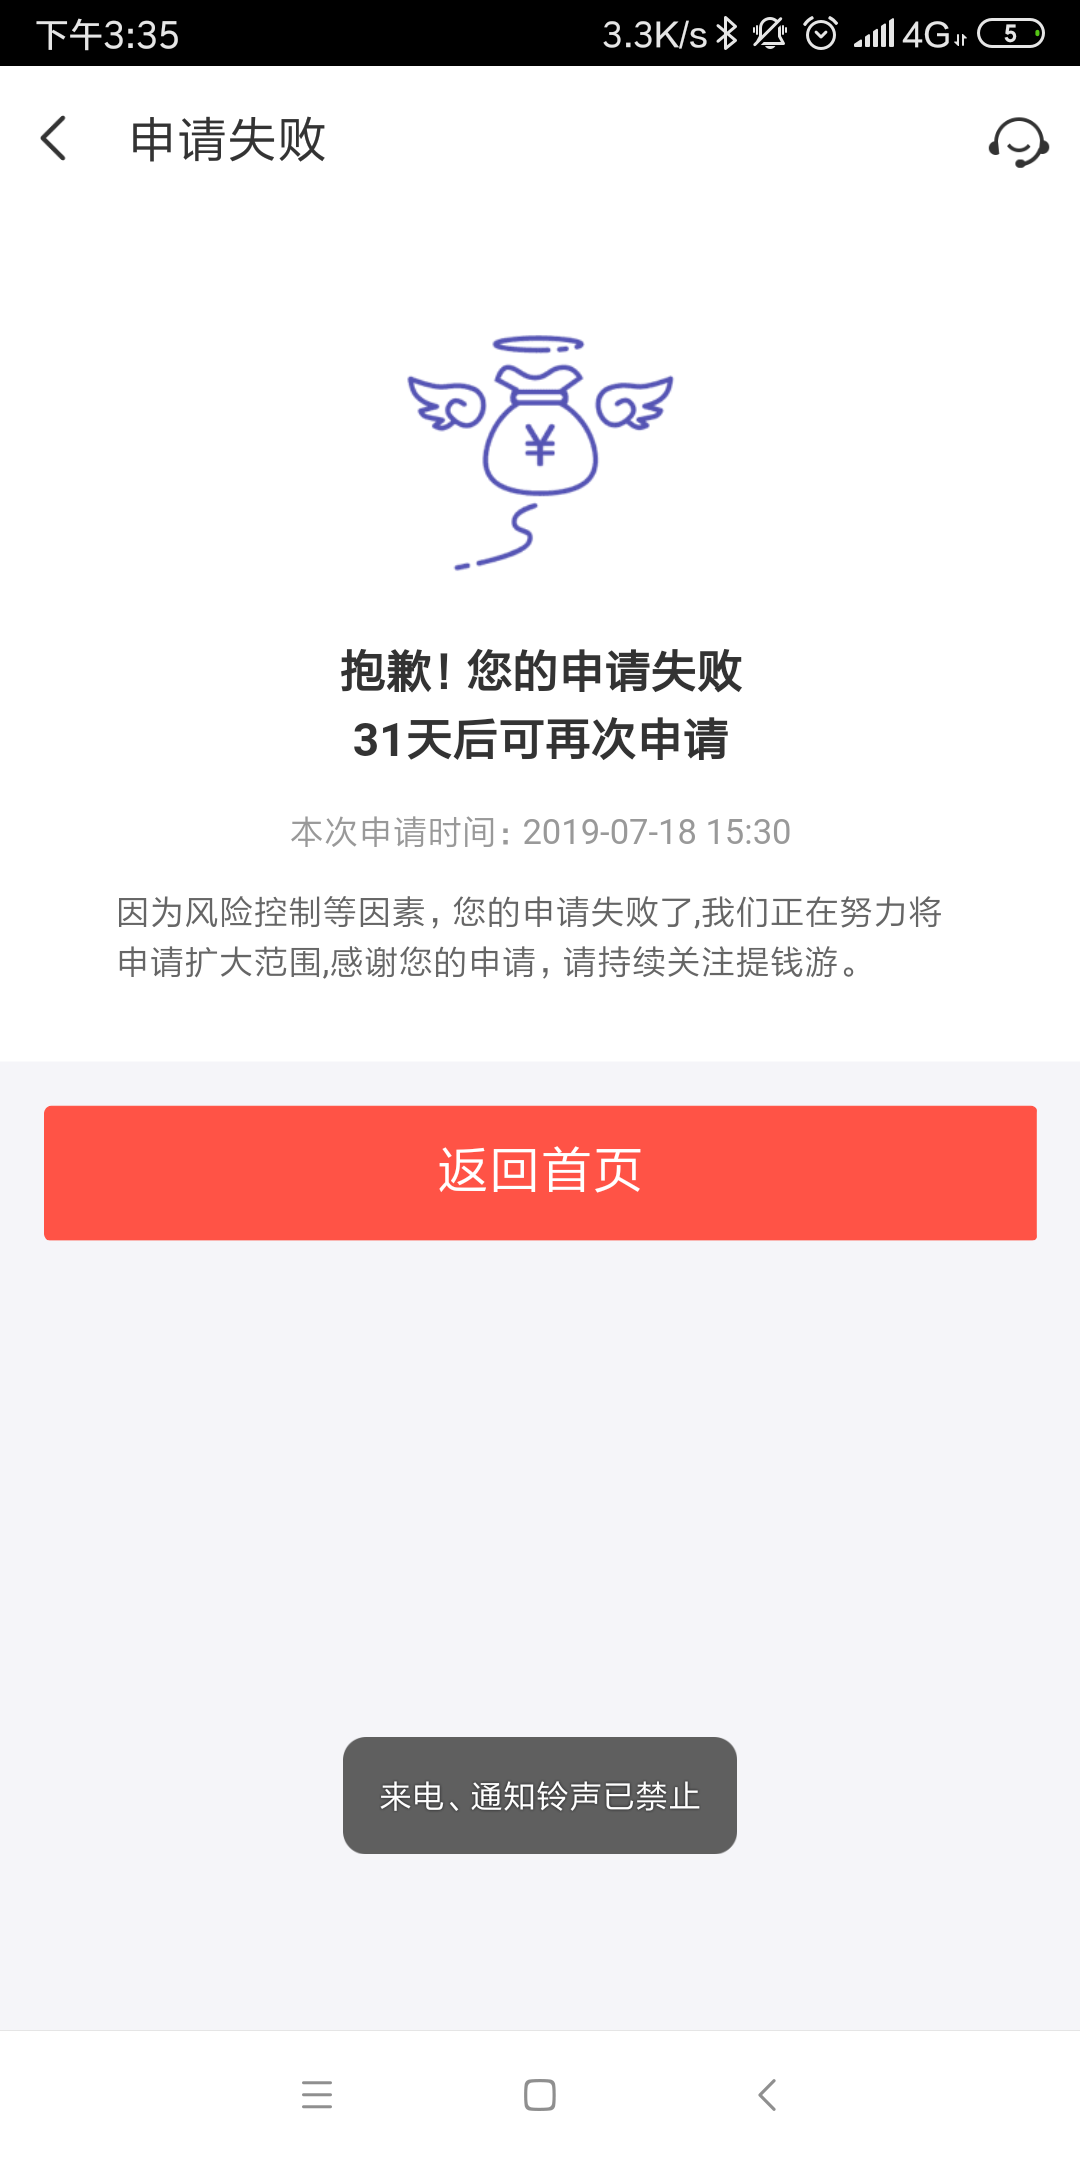 下午3:35 3.3K/s 4G 5
申请失败
¥
抱歉！您的申请失败
31天后可再次申请
本次申请时间：2019-07-18 15:30
因为风险控制等因素，您的申请失败了,我们正在努力将
申请扩大范围,感谢您的申请，请持续关注提钱游。
返回首页
来电、通知铃声已禁止